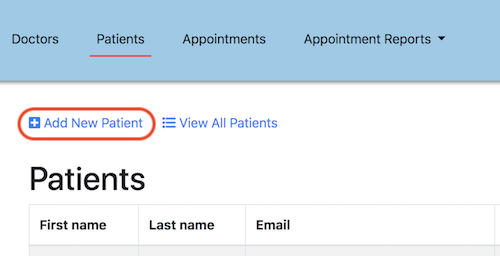 Doctors Patients Appointments Appointment Reports
Add New Patient View All Patients
Patients
First name Last name Email